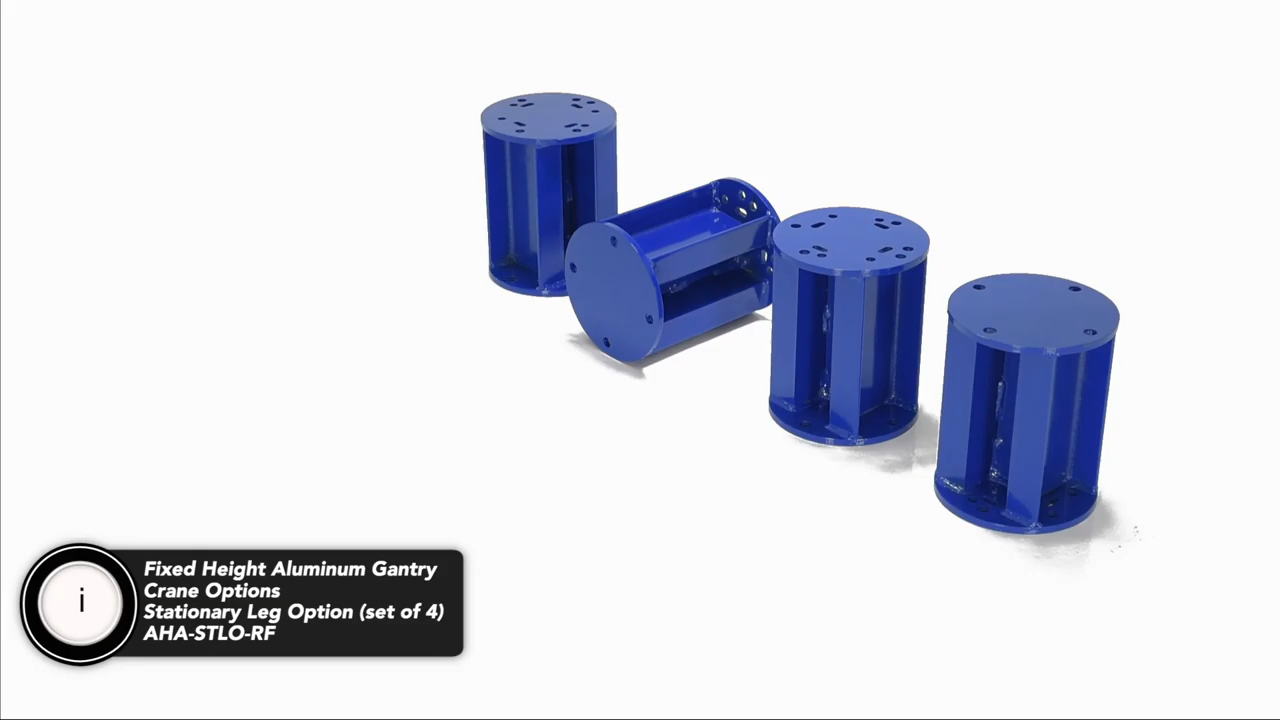 i
Fixed Height Aluminum Gantry
Crane Options
Stationary Leg Option (set of 4)
AHA-STLO-RF